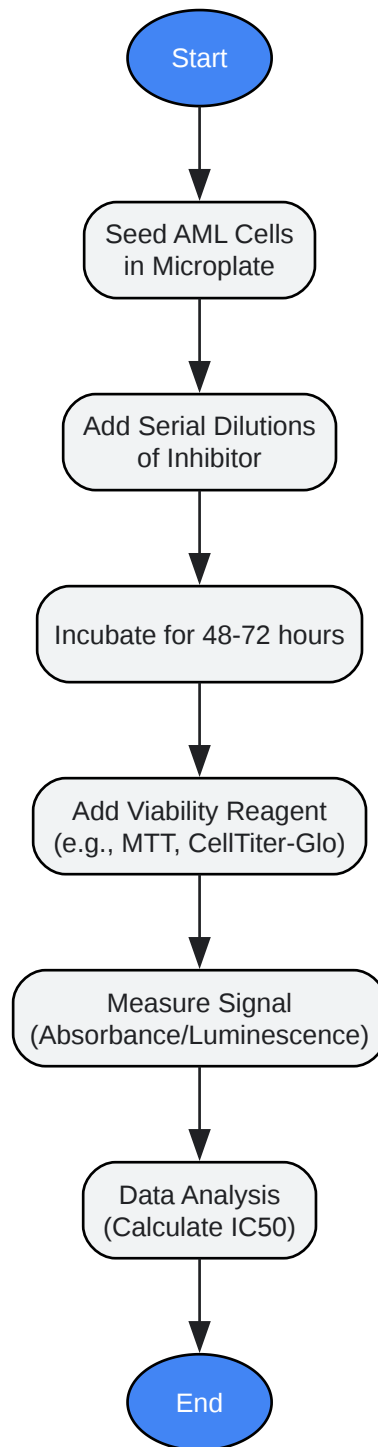 Start
Seed AML Cells
in Microplate
Add Serial Dilutions
of Inhibitor
Incubate for 48-72 hours
Add Viability Reagent
(e.g., MTT, CellTiter-Glo)
Measure Signal
(Absorbance/Luminescence)
Data Analysis
(Calculate IC50)
End